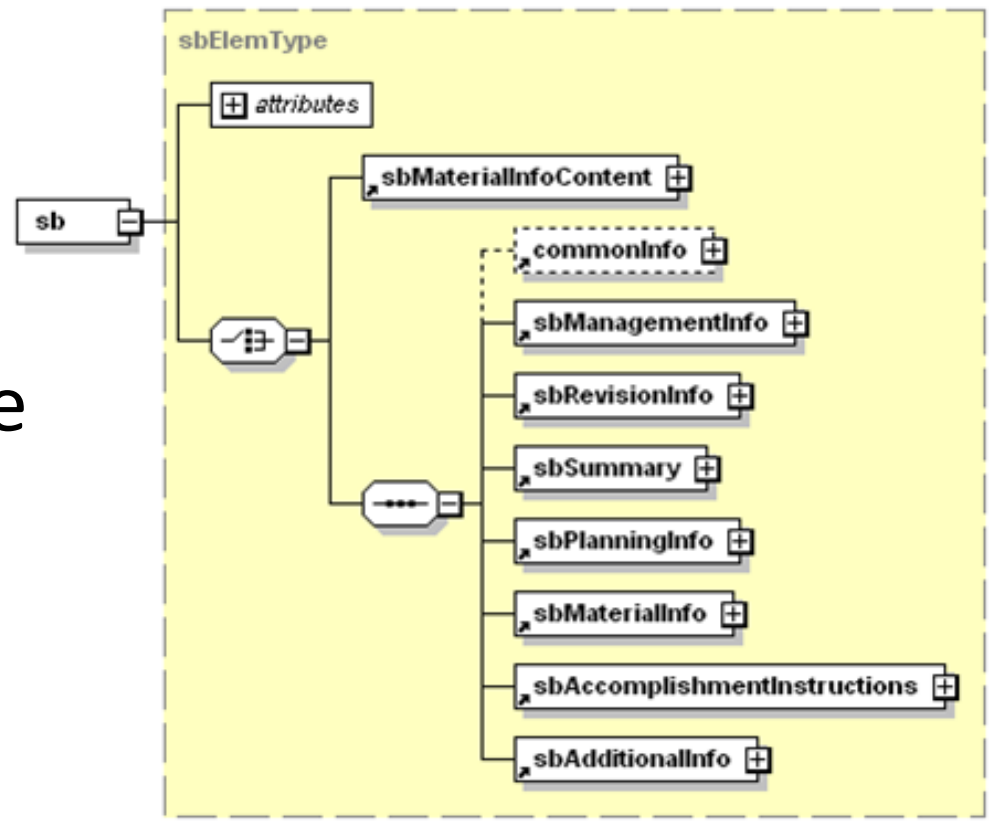 sbElemType
attributes
sbMaterialInfoContent
sb
commonInfo
sbManagementInfo
sbRevisionInfo
e
sbSummary
sbPlanningInfo
sbMaterialInfo
sbAccomplishmentInstructions
sbAdditionalInfo